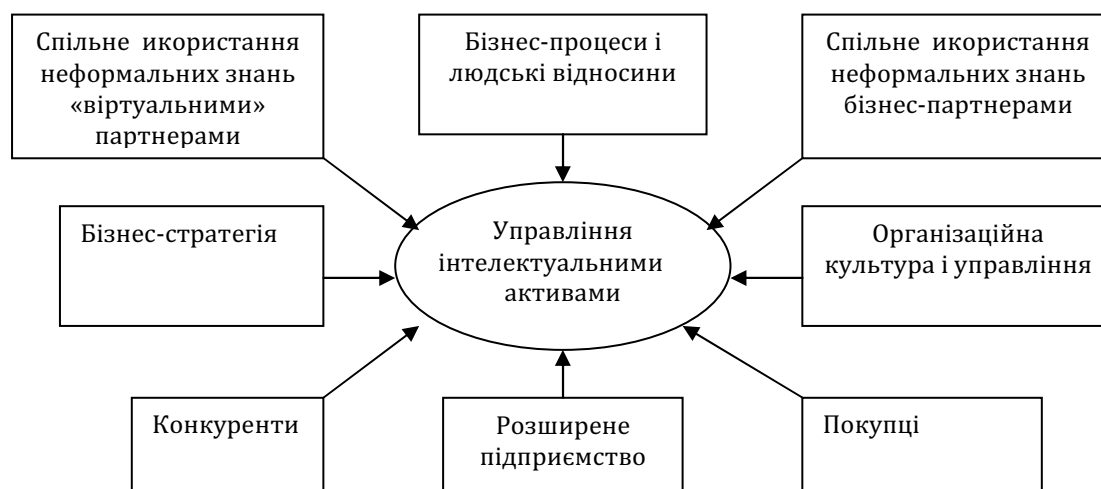 Спільне икористання
неформальних знань
«віртуальними»
партнерами
Бізнес-процеси і
людські відносини
Спільне икористання
неформальних знань
бізнес-партнерами
Бізнес-стратегія
Управління
інтелектуальними
активами
Організаційна
культура і управління
Конкуренти
Розширене
підприємство
Покупці